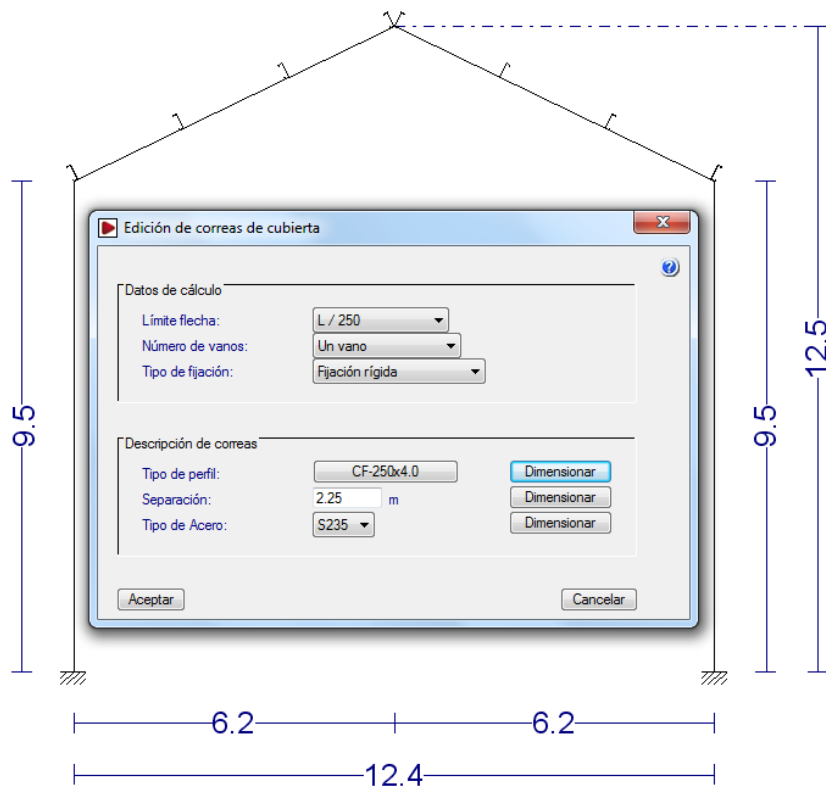 Edición de correas de cubierta
Datos de cálculo
Límite flecha: L / 250
Número de vanos: Un vano
Tipo de fijación: Fijación rígida
Descripción de correas
Tipo de perfil: CF-250x4.0 Dimensionar
Separación: 2.25 m Dimensionar
Tipo de Acero: S235 Dimensionar
Aceptar Cancelar
9.5
9.5
12.5
6.2 6.2
12.4